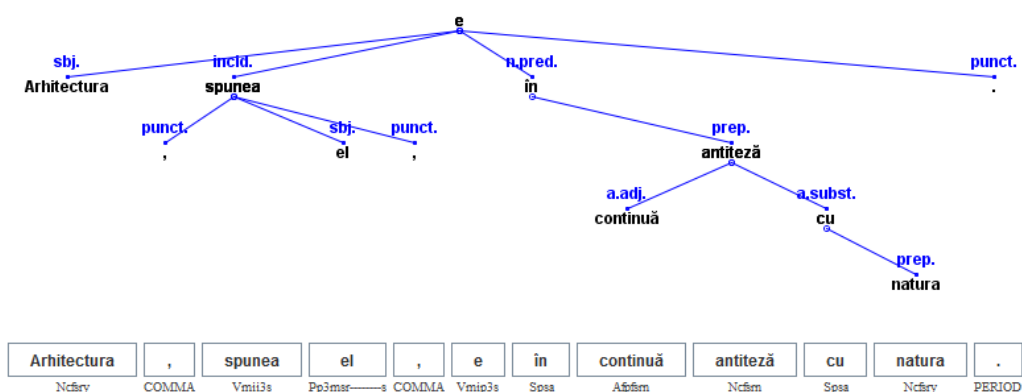 e
sbj. incid. n.pred. punct.
Arhitectura spunea în .
punct. sbj. punct. prep.
, el , antiteză
a.adj. a.subst.
continuă cu
prep.
natura
Arhitectura , spunea el , e în continuă antiteză cu natura .
Ncfsry COMMA Vmii3s Pp3msr--------s COMMA Vmip3s Spsa Afpfsrn Ncfsrn Spsa Ncfsry PERIOD